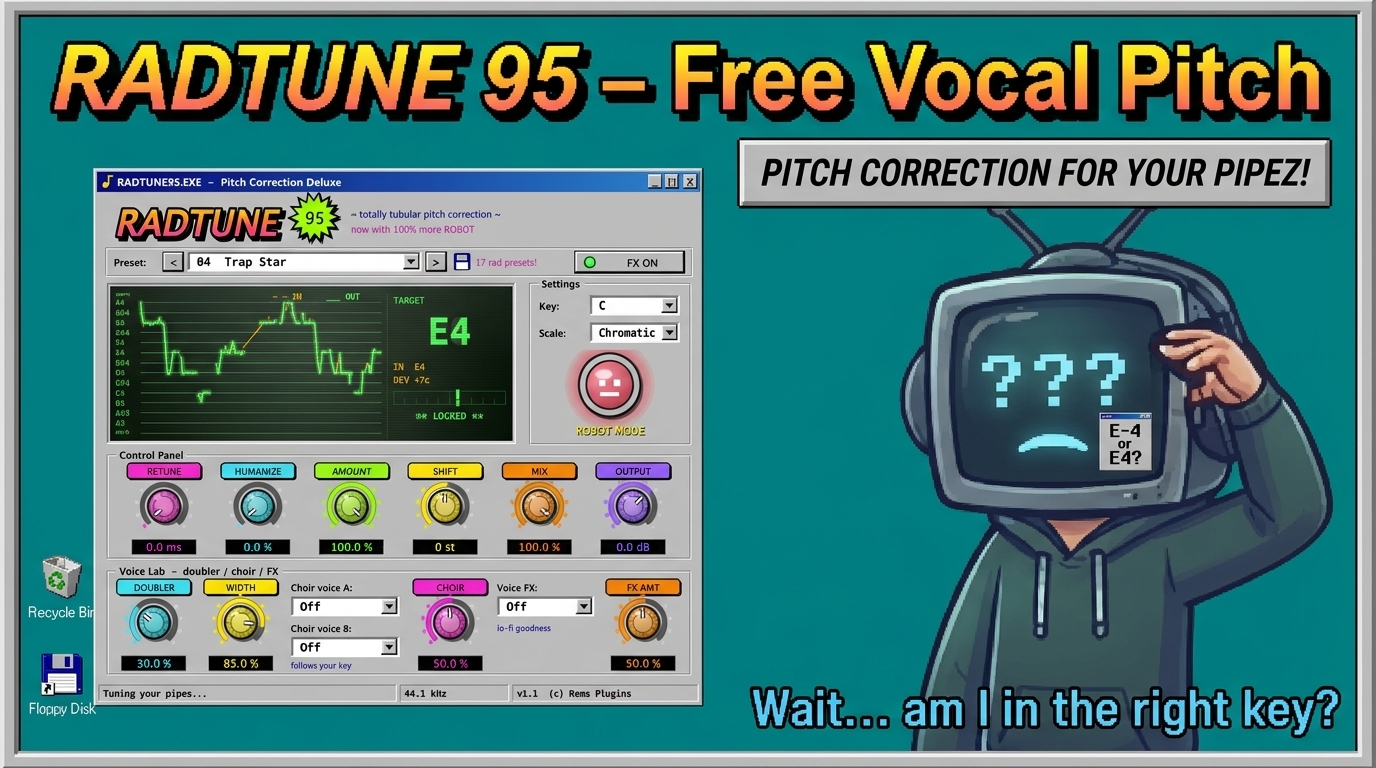 RADTUNE 95 – Free Vocal Pitch
PITCH CORRECTION FOR YOUR PIPEZ!
RADTUNE95.EXE – Pitch Correction Deluxe
RADTUNE 95
~ totally tubular pitch correction ~
now with 100% more ROBOT
Preset: < 04 Trap Star > 17 rad presets! FX ON
OUT
TARGET
E4
IN E4
DEV +7c
LOCKED
A4
A3
Settings
Key: C
Scale: Chromatic
ROBOT MODE
Control Panel
RETUNE HUMANIZE AMOUNT SHIFT MIX OUTPUT
0.0 ms 0.0 % 100.0 % 0 st 100.0 % 0.0 dB
Voice Lab – doubler / choir / FX
DOUBLER WIDTH Choir voice A: CHOIR Voice FX: FX AMT
Off Off
Choir voice 8: lo-fi goodness
Off
30.0 % 85.0 % follows your key 50.0 % 50.0 %
Tuning your pipes... 44.1 kHz v1.1 (c) Rems Plugins
Recycle Bin
Floppy Disk
? ? ?
E-4
or
E4?
Wait... am I in the right key?